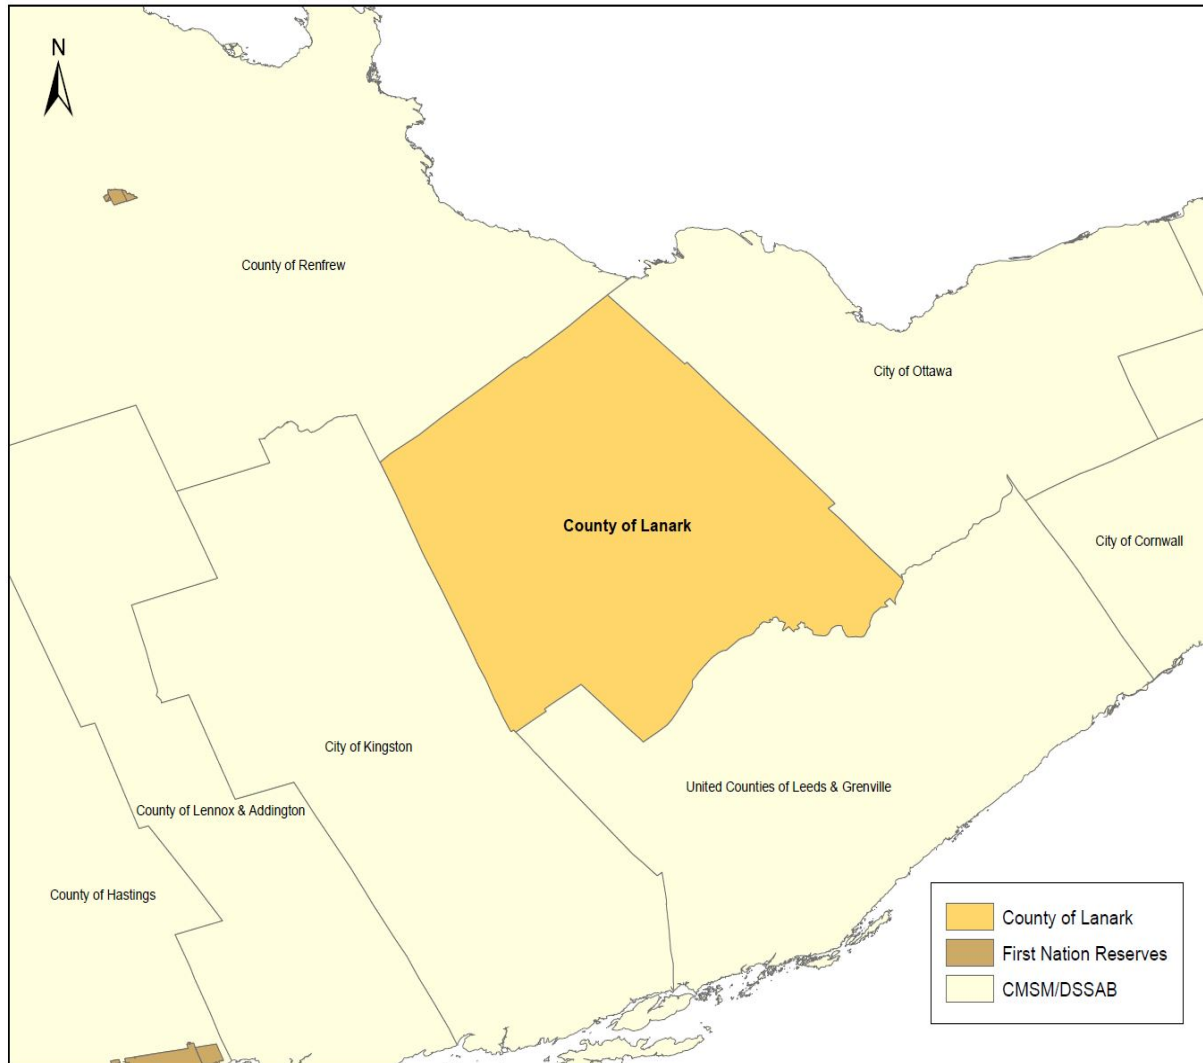 N
County of Renfrew
City of Ottawa
County of Lanark
City of Cornwall
City of Kingston
United Counties of Leeds & Grenville
County of Lennox & Addington
County of Hastings
County of Lanark
First Nation Reserves
CMSM/DSSAB